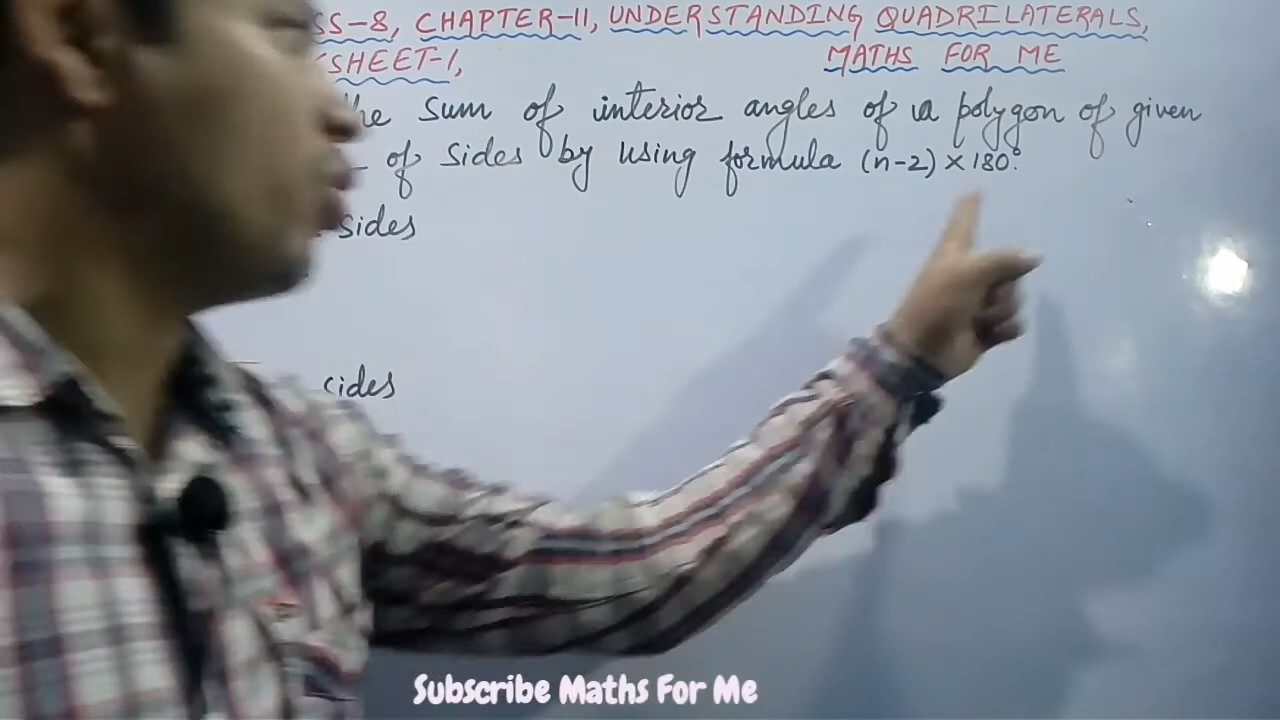 SS-8, CHAPTER-11, UNDERSTANDING QUADRILATERALS,
SHEET-1, MATHS FOR ME
he sum of interior angles of a polygon of given
of sides by using formula (n-2) × 180°.
sides
sides
Subscribe Maths For Me